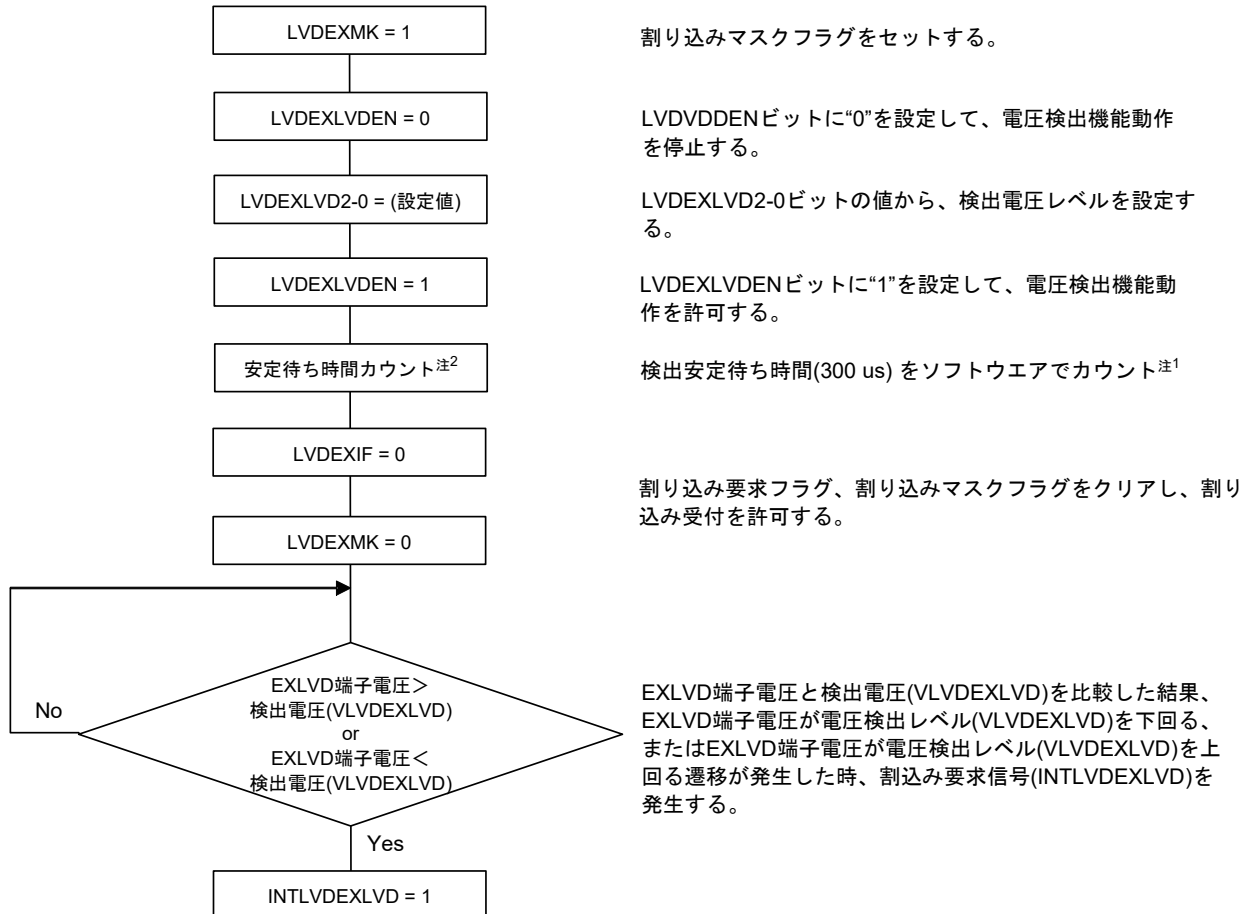 LVDEXMK = 1
割り込みマスクフラグをセットする。
LVDEXLVDEN = 0
LVDVDDENビットに“0”を設定して、電圧検出機能動作
を停止する。
LVDEXLVD2-0 = (設定値)
LVDEXLVD2-0ビットの値から、検出電圧レベルを設定す
る。
LVDEXLVDEN = 1
LVDEXLVDENビットに“1”を設定して、電圧検出機能動
作を許可する。
安定待ち時間カウント注2
検出安定待ち時間(300 us) をソフトウエアでカウント注1
LVDEXIF = 0
割り込み要求フラグ、割り込みマスクフラグをクリアし、割り
込み受付を許可する。
LVDEXMK = 0
No
EXLVD端子電圧＞
検出電圧(VLVDEXLVD)
or
EXLVD端子電圧＜
検出電圧(VLVDEXLVD)
EXLVD端子電圧と検出電圧(VLVDEXLVD)を比較した結果、
EXLVD端子電圧が電圧検出レベル(VLVDEXLVD)を下回る、
またはEXLVD端子電圧が電圧検出レベル(VLVDEXLVD)を上
回る遷移が発生した時、割込み要求信号(INTLVDEXLVD)を
発生する。
Yes
INTLVDEXLVD = 1